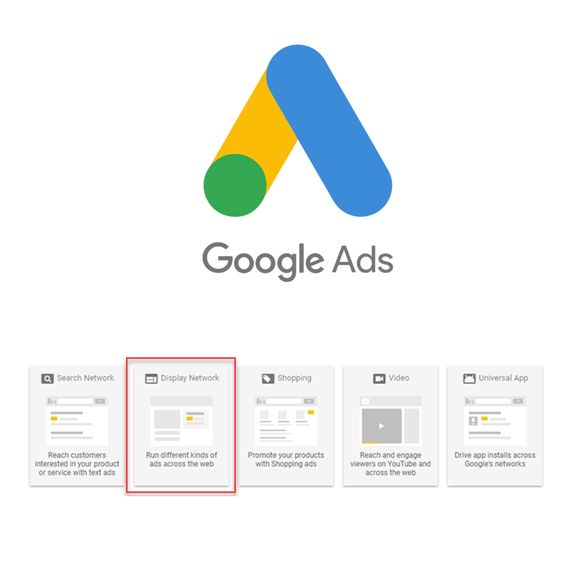 Google Ads
Search Network
Reach customers
interested in your product
or service with text ads
Display Network
Run different kinds of
ads across the web
Shopping
Promote your products
with Shopping ads
Video
Reach and engage
viewers on YouTube and
across the web
Universal App
Drive app installs across
Google's networks